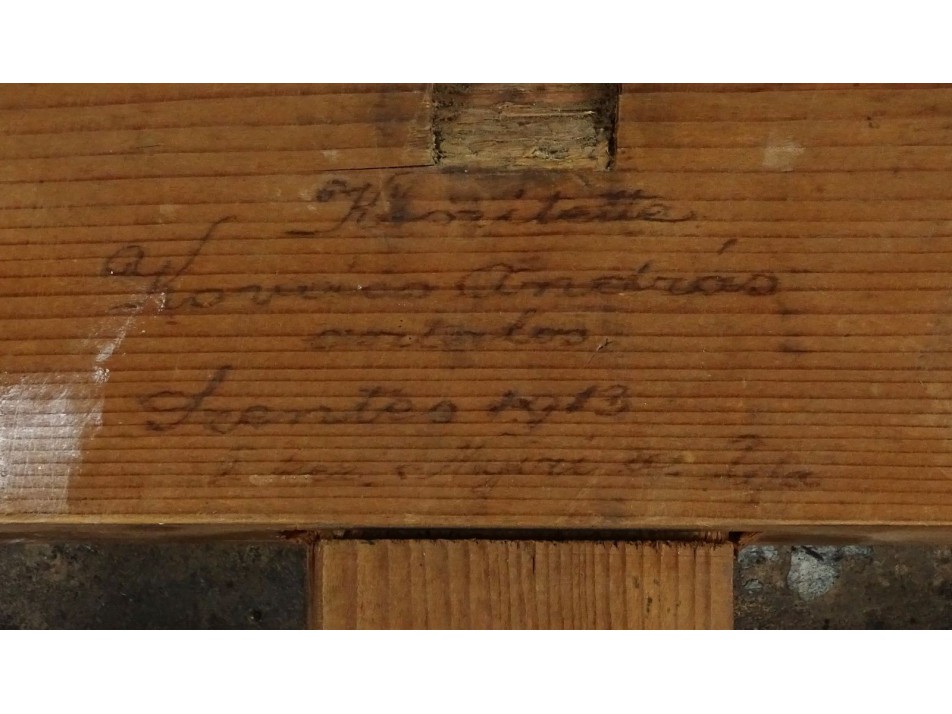 Készitette
Kovács András
asztalos
Szentes 1913